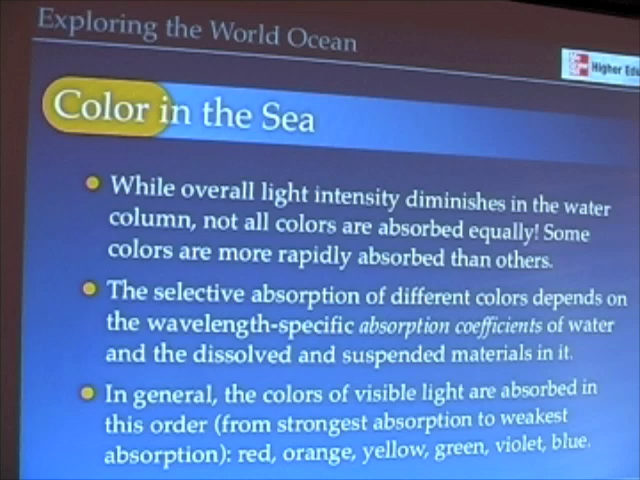 Exploring the World Ocean
Higher Edu
Color in the Sea
While overall light intensity diminishes in the water
column, not all colors are absorbed equally! Some
colors are more rapidly absorbed than others.
The selective absorption of different colors depends on
the wavelength-specific absorption coefficients of water
and the dissolved and suspended materials in it.
In general, the colors of visible light are absorbed in
this order (from strongest absorption to weakest
absorption): red, orange, yellow, green, violet, blue.